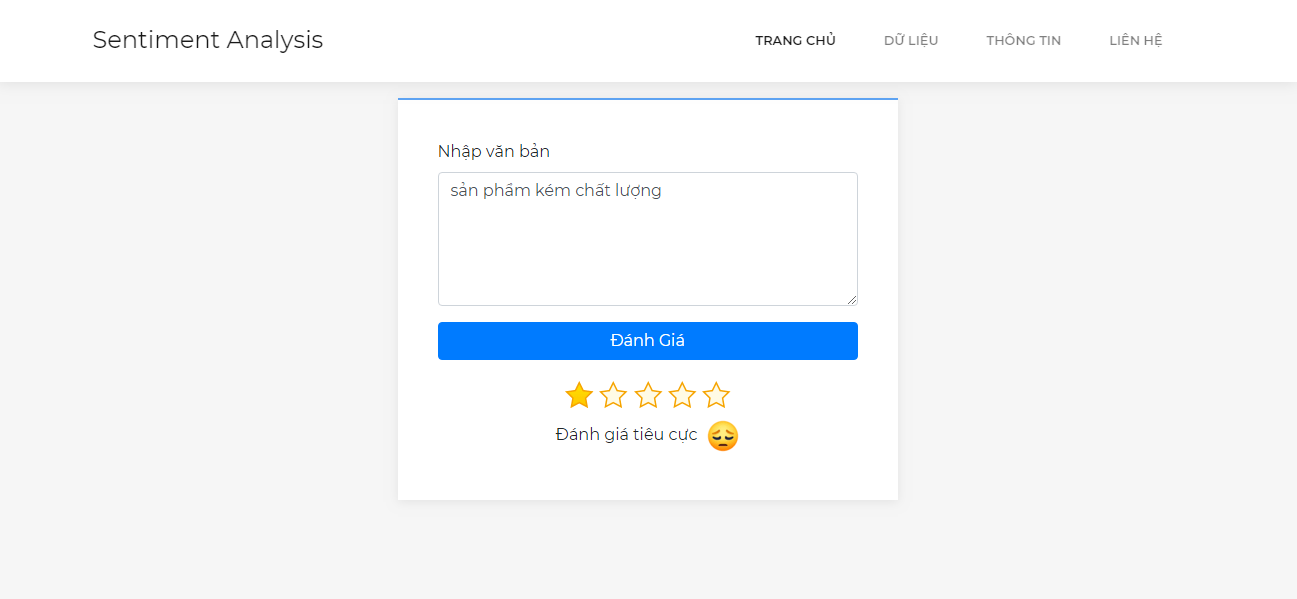 Sentiment Analysis
TRANG CHỦ DỮ LIỆU THÔNG TIN LIÊN HỆ
Nhập văn bản
sản phẩm kém chất lượng
Đánh Giá
Đánh giá tiêu cực